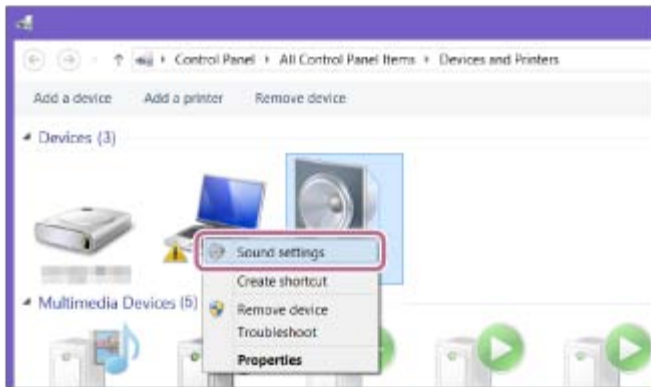 Control Panel All Control Panel Items Devices and Printers
Add a device Add a printer Remove device
Devices (3)
Sound settings
Create shortcut
Multimedia Devices (5)
Remove device
Troubleshoot
Properties